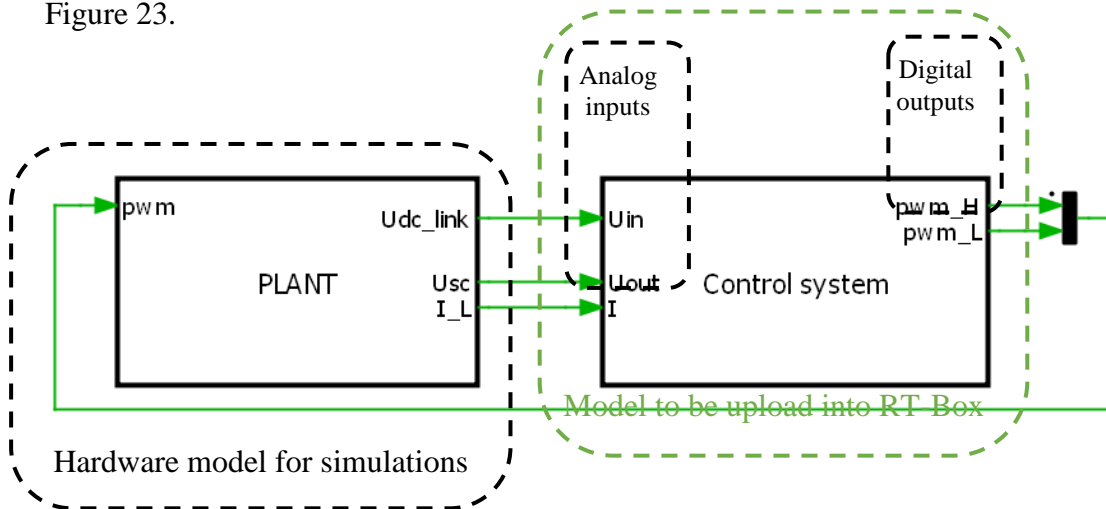 Figure 23.
Analog
inputs
Digital
outputs
pwm
Udc_link
Usc
I_L
PLANT
Uin
Uout
I
Control system
pwm_H
pwm_L
Model to be upload into RT-Box
Hardware model for simulations